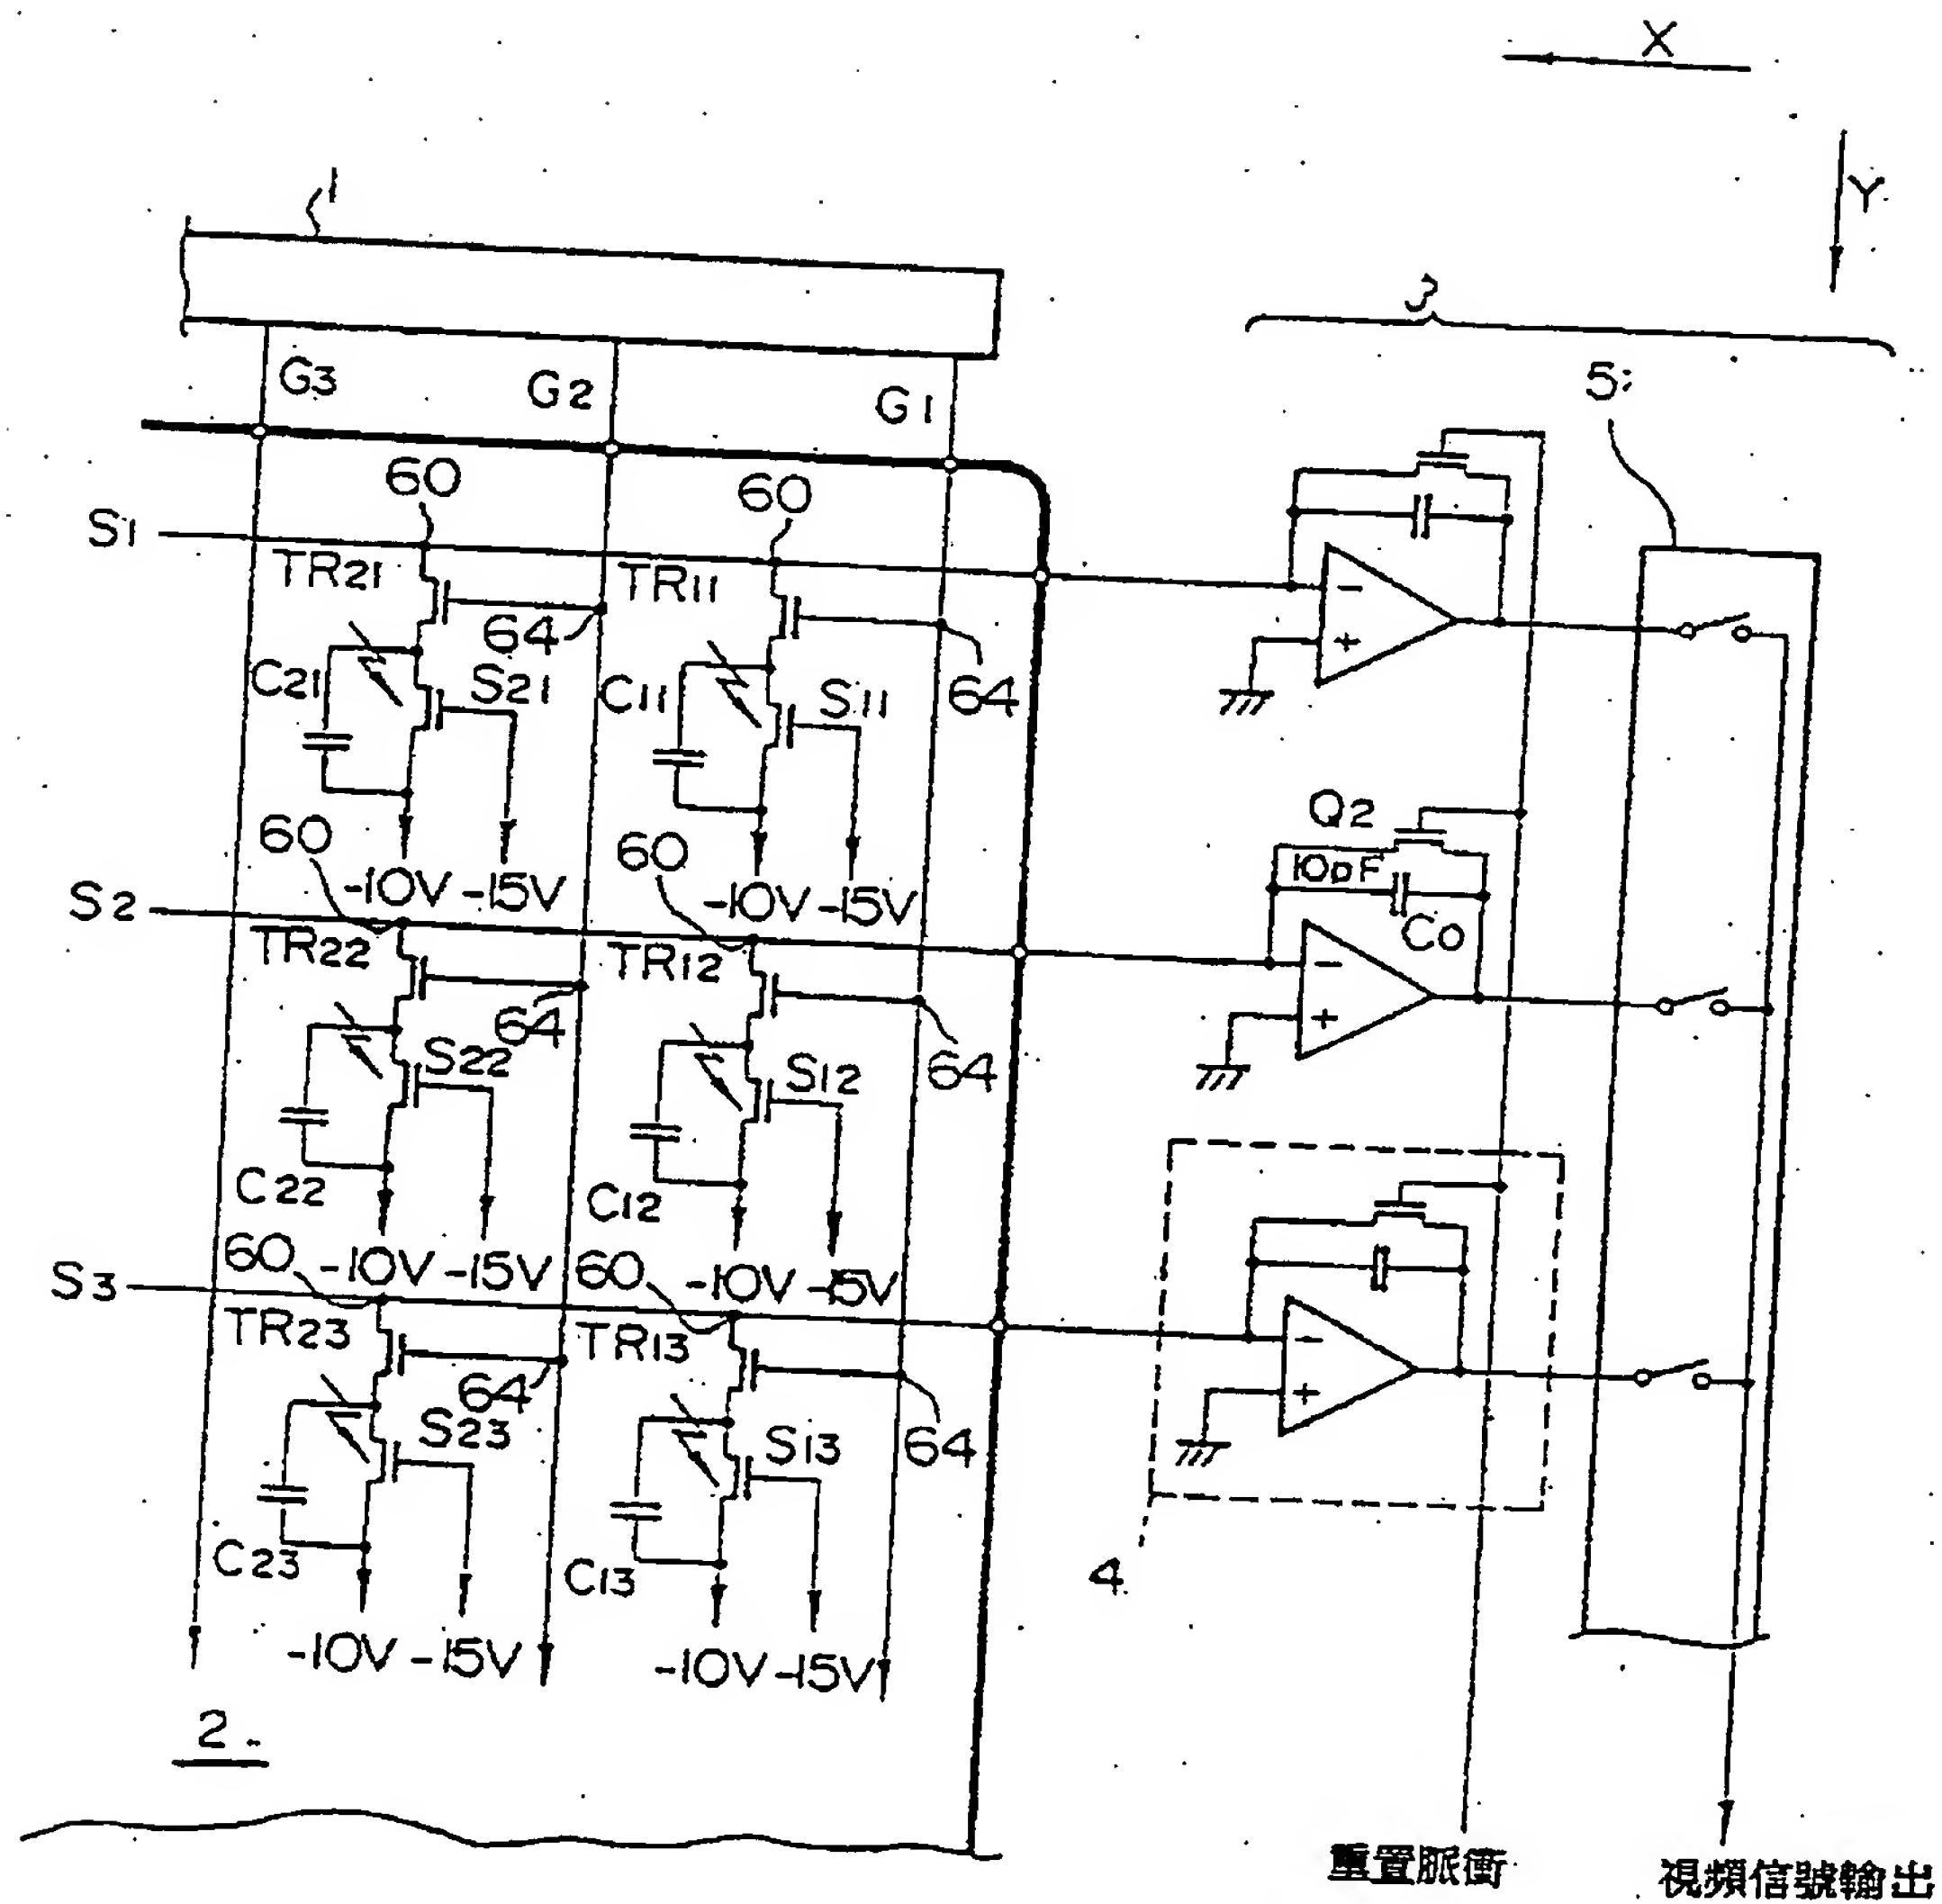 X
Y
1
3
G3
G2
G1
5
60
60
S1
TR21
TR11
64
C21
S21
C11
S11
64
Q2
60
60
10pF
-10V -15V
-10V -15V
S2
C0
TR22
TR12
64
S22
S12
64
C22
C12
60
-10V -15V
60
-10V -15V
S3
TR23
TR13
64
S23
S13
64
C23
C13
4
-10V -15V
-10V -15V
2
重置脈衝
視頻信號輸出